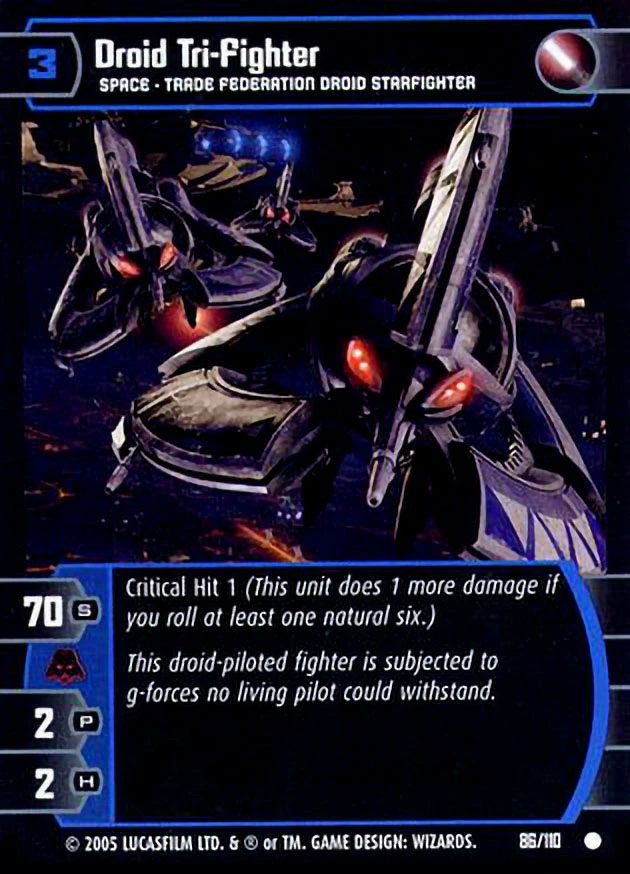 3
Droid Tri-Fighter
SPACE - TRADE FEDERATION DROID STARFIGHTER
Critical Hit 1 (This unit does 1 more damage if
you roll at least one natural six.)
This droid-piloted fighter is subjected to
g-forces no living pilot could withstand.
70 S
2 P
2 H
© 2005 LUCASFILM LTD. & ® or TM. GAME DESIGN: WIZARDS.
86/110